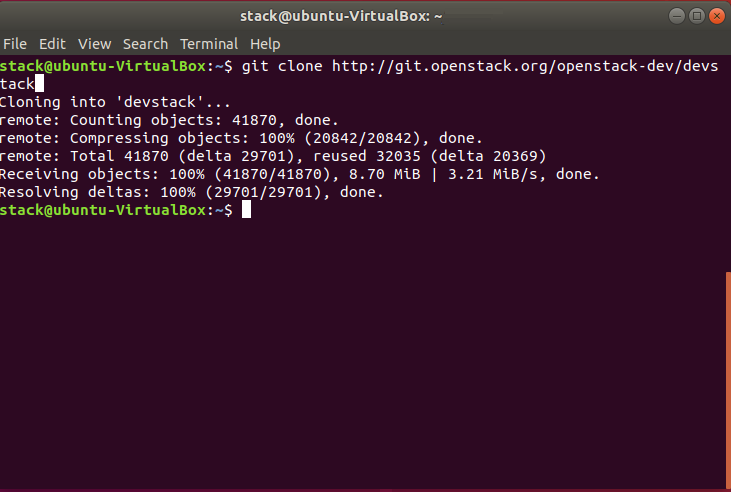 stack@ubuntu-VirtualBox: ~
File Edit View Search Terminal Help
stack@ubuntu-VirtualBox:~$ git clone http://git.openstack.org/openstack-dev/devs
tack
Cloning into 'devstack'...
remote: Counting objects: 41870, done.
remote: Compressing objects: 100% (20842/20842), done.
remote: Total 41870 (delta 29701), reused 32035 (delta 20369)
Receiving objects: 100% (41870/41870), 8.70 MiB | 3.21 MiB/s, done.
Resolving deltas: 100% (29701/29701), done.
stack@ubuntu-VirtualBox:~$